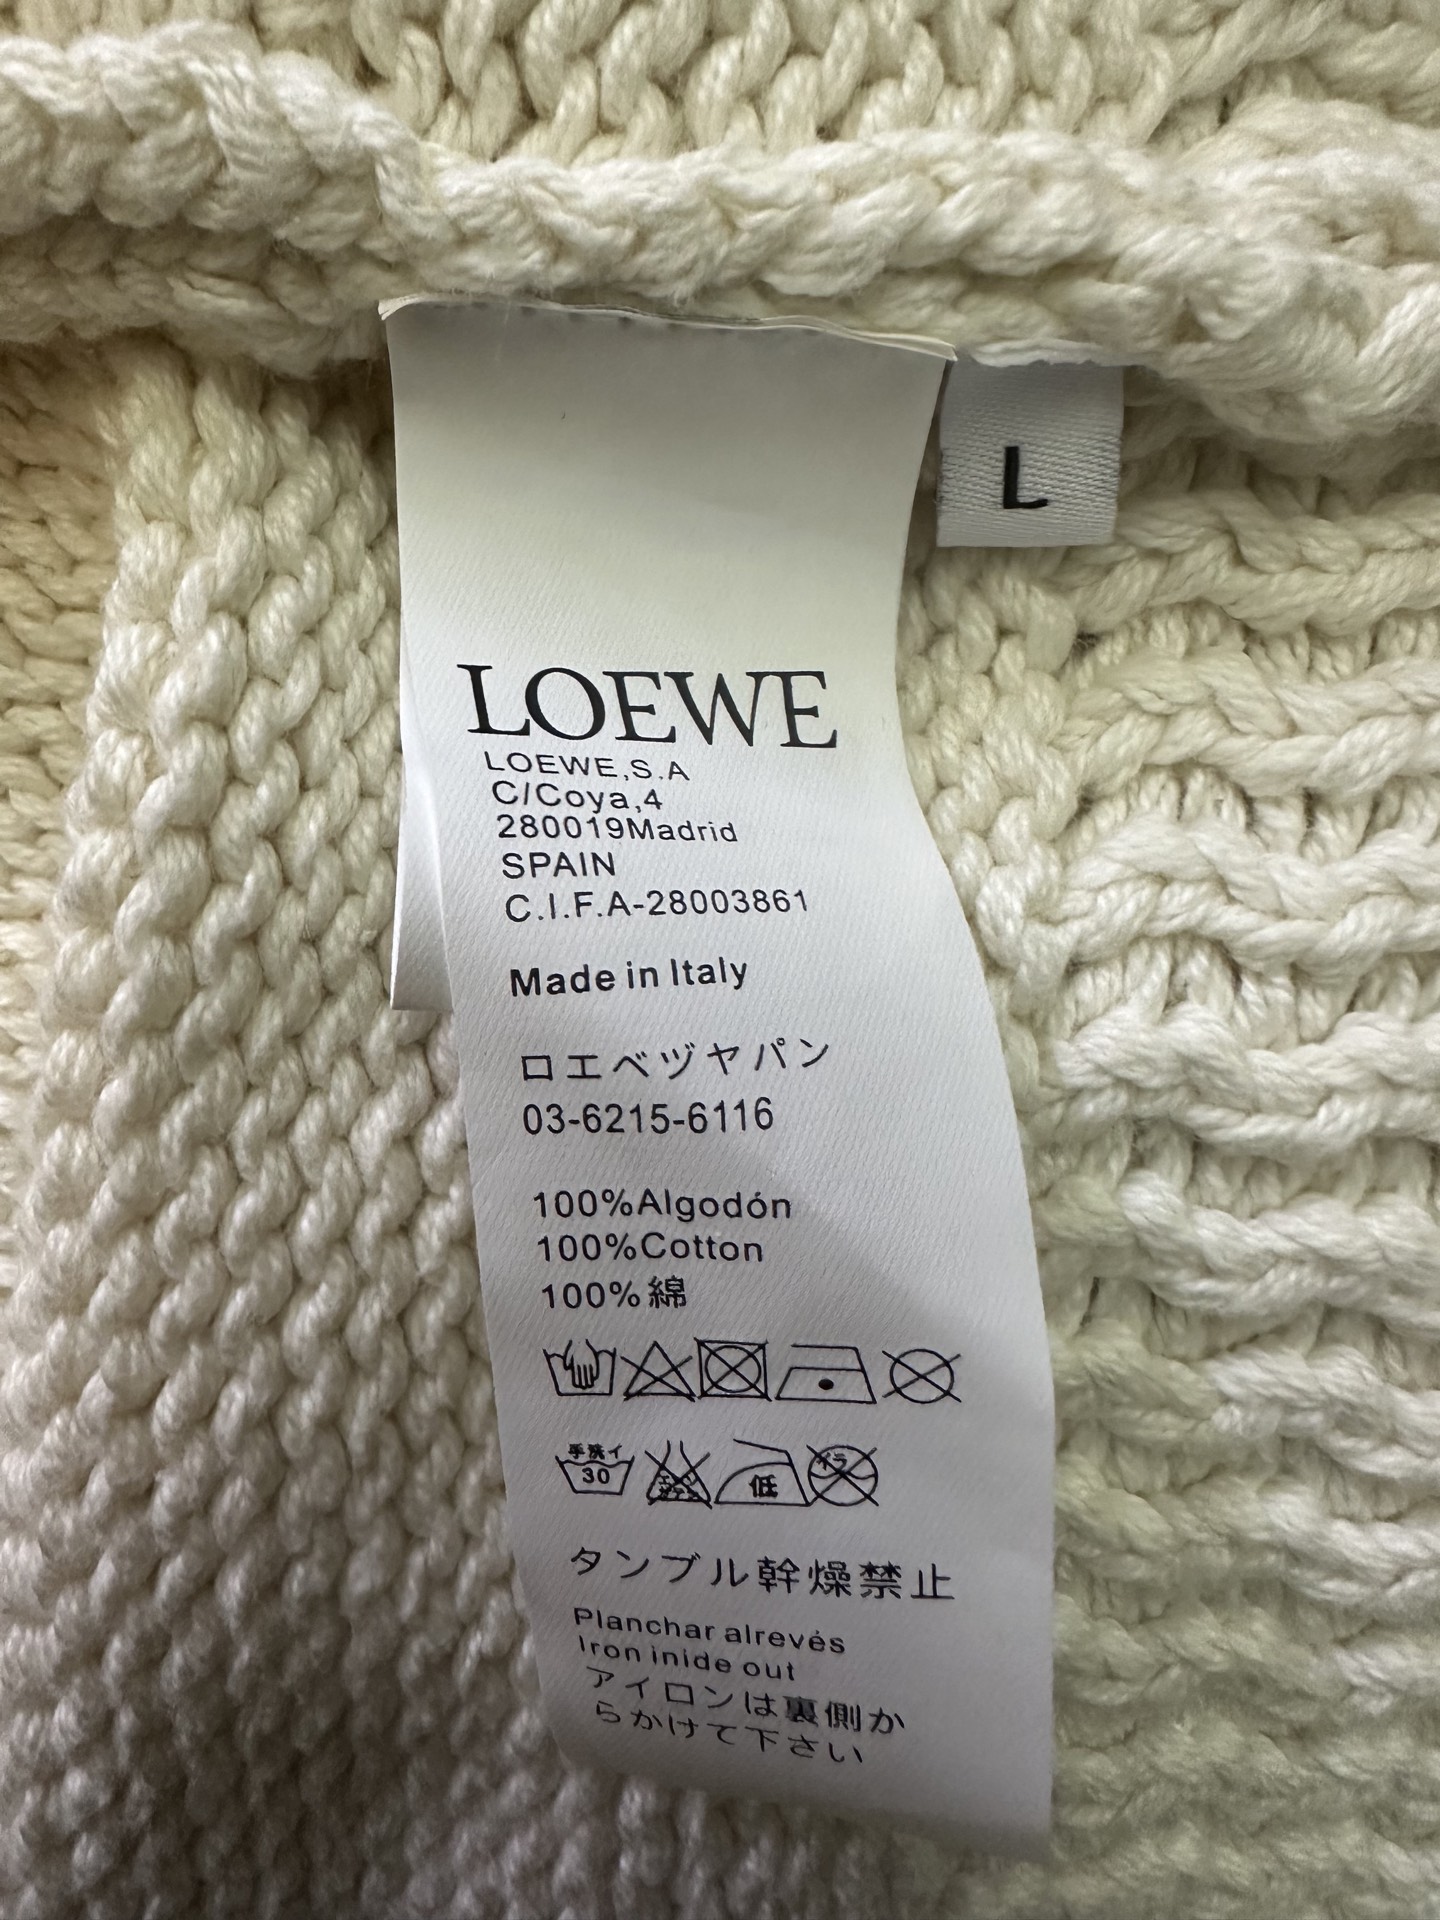 L
LOEWE
LOEWE,S.A
C/Coya,4
280019Madrid
SPAIN
C.I.F.A-28003861
Made in Italy
ロエベヅヤパン
03-6215-6116
100%Algodón
100%Cotton
100%綿
手洗イ
30
低
タンブル幹燥禁止
Planchar alrevés
Iron inide out
アイロンは裏側か
らかけて下さい